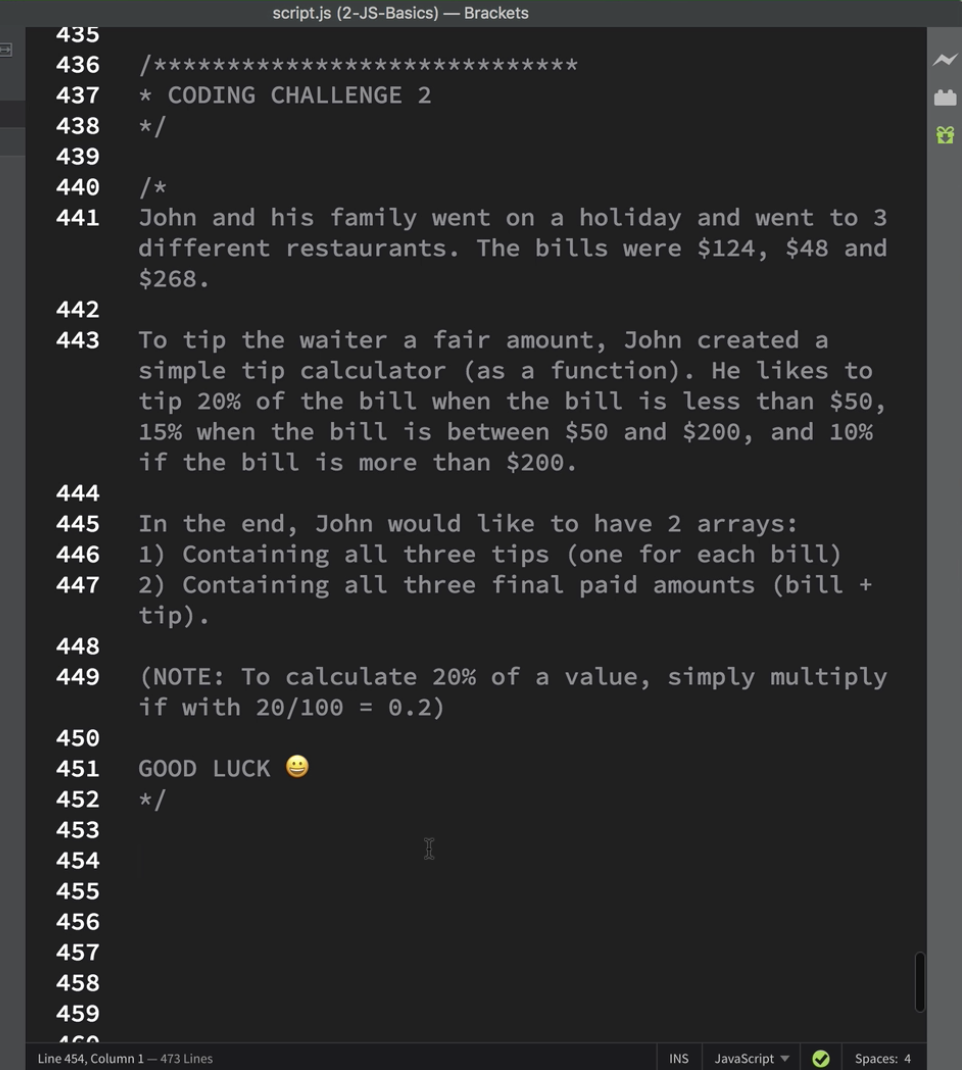 script.js (2-JS-Basics) — Brackets
435
436 /*****************************
437 * CODING CHALLENGE 2
438 */
439
440 /*
441 John and his family went on a holiday and went to 3
different restaurants. The bills were $124, $48 and
$268.
442
443 To tip the waiter a fair amount, John created a
simple tip calculator (as a function). He likes to
tip 20% of the bill when the bill is less than $50,
15% when the bill is between $50 and $200, and 10%
if the bill is more than $200.
444
445 In the end, John would like to have 2 arrays:
446 1) Containing all three tips (one for each bill)
447 2) Containing all three final paid amounts (bill +
tip).
448
449 (NOTE: To calculate 20% of a value, simply multiply
if with 20/100 = 0.2)
450
451 GOOD LUCK 😀
452 */
453
454
455
456
457
458
459
460
Line 454, Column 1 — 473 Lines INS JavaScript Spaces: 4